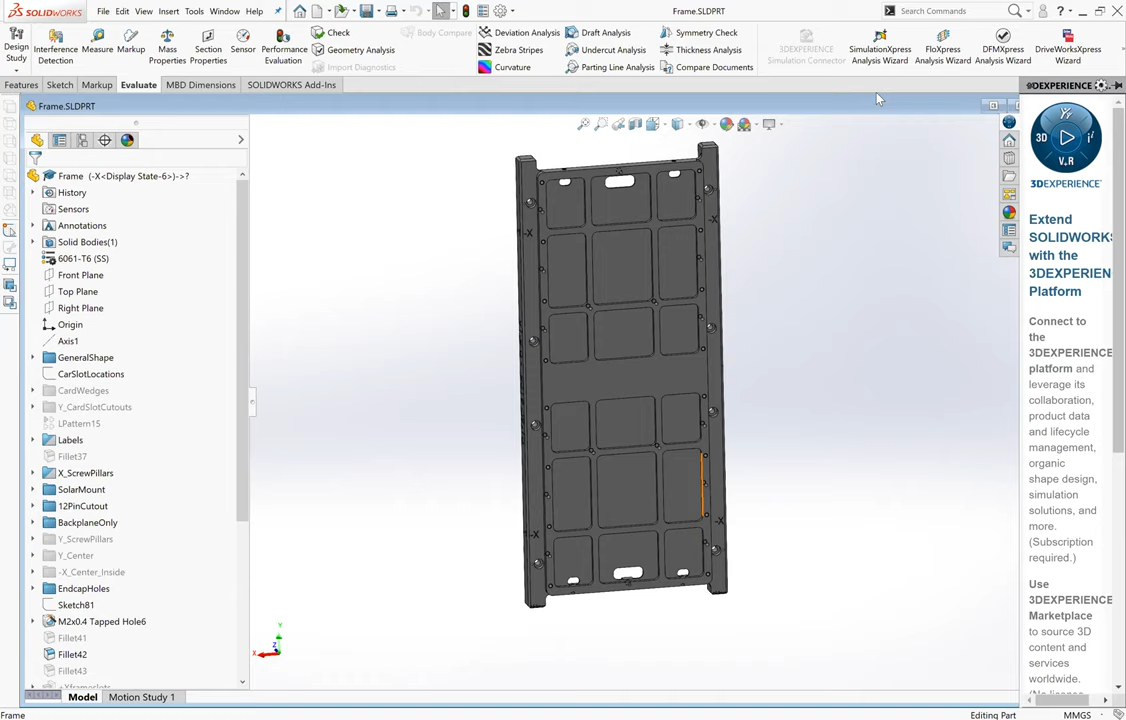 SOLIDWORKS File Edit View Insert Tools Window Help Frame.SLDPRT Search Commands
Design Study
Interference Detection
Measure
Markup
Mass Properties
Section Properties
Sensor
Performance Evaluation
Check
Geometry Analysis
Import Diagnostics
Body Compare
Deviation Analysis
Zebra Stripes
Curvature
Draft Analysis
Undercut Analysis
Parting Line Analysis
Symmetry Check
Thickness Analysis
Compare Documents
3DEXPERIENCE Simulation Connector
SimulationXpress Analysis Wizard
FloXpress Analysis Wizard
DFMXpress Analysis Wizard
DriveWorksXpress Wizard
Features Sketch Markup Evaluate MBD Dimensions SOLIDWORKS Add-Ins
3DEXPERIENCE
Frame.SLDPRT
Frame (-X<Display State-6>)->?
History
Sensors
Annotations
Solid Bodies(1)
6061-T6 (SS)
Front Plane
Top Plane
Right Plane
Origin
Axis1
GeneralShape
CarSlotLocations
CardWedges
Y_CardSlotCutouts
LPattern15
Labels
Fillet37
X_ScrewPillars
SolarMount
12PinCutout
BackplaneOnly
Y_ScrewPillars
Y_Center
-X_Center_Inside
EndcapHoles
Sketch81
M2x0.4 Tapped Hole6
Fillet41
Fillet42
Fillet43
-X
-X
-X
-X
Y
X
Z
3D
V.R
3DEXPERIENCE
Extend
SOLIDWORKS
with the
3DEXPERIEN
Platform
Connect to
the
3DEXPERIENCE
platform and
leverage its
collaboration,
product data
and lifecycle
management,
organic
shape design,
simulation
solutions, and
more.
(Subscription
required.)
Use
3DEXPERIENCE
Marketplace
to source 3D
content and
services
worldwide.
Model Motion Study 1
Frame Editing Part MMGS